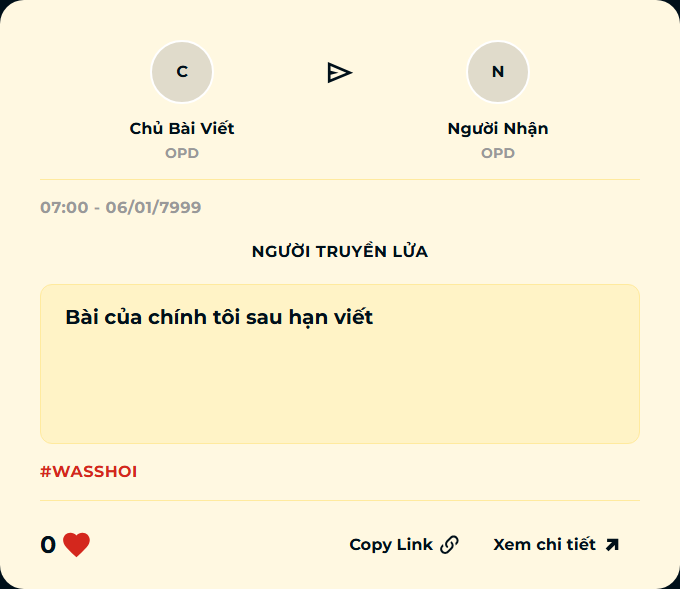 C
N
Chủ Bài Viết
Người Nhận
OPD
OPD
07:00 - 06/01/7999
NGƯỜI TRUYỀN LỬA
Bài của chính tôi sau hạn viết
#WASSHOI
0
Copy Link
Xem chi tiết